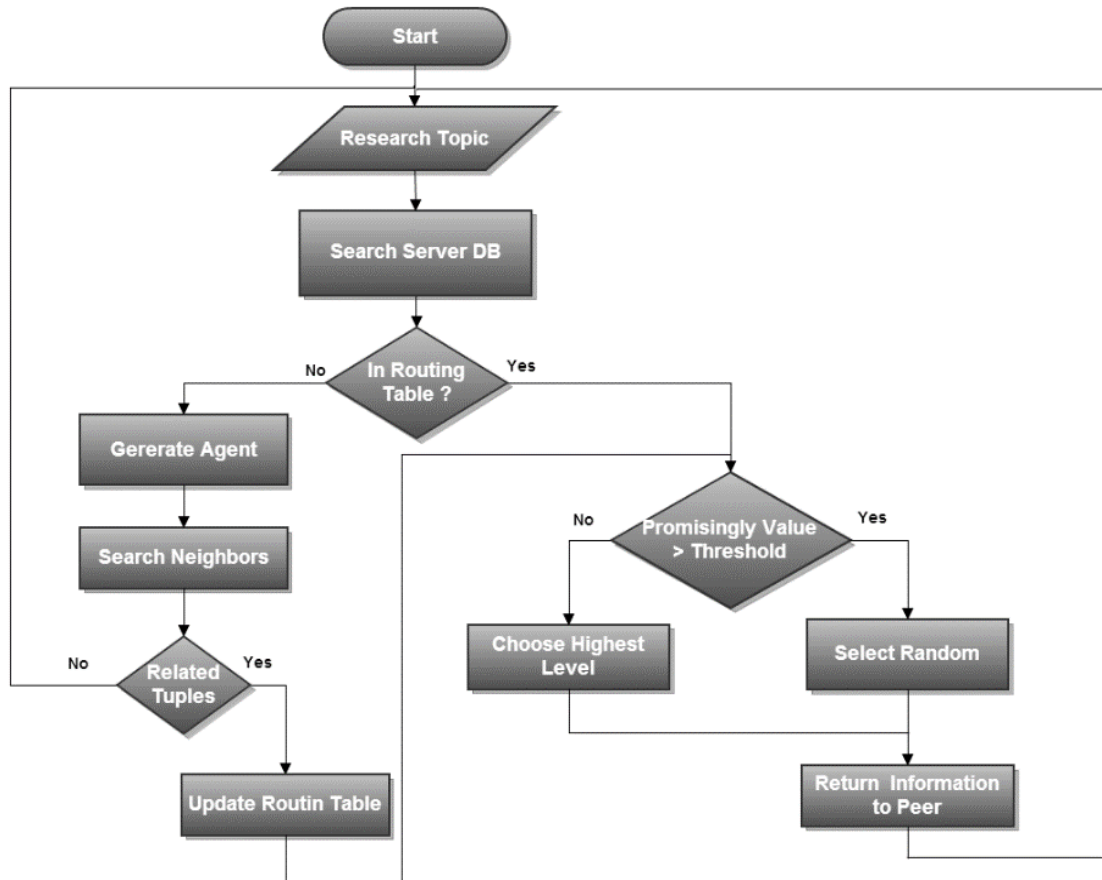 Start
Research Topic
Search Server DB
In Routing
Table ?
No
Yes
Gererate Agent
Search Neighbors
Related
Tuples
No
Yes
Update Routin Table
Promisingly Value
> Threshold
No
Yes
Choose Highest
Level
Select Random
Return Information
to Peer